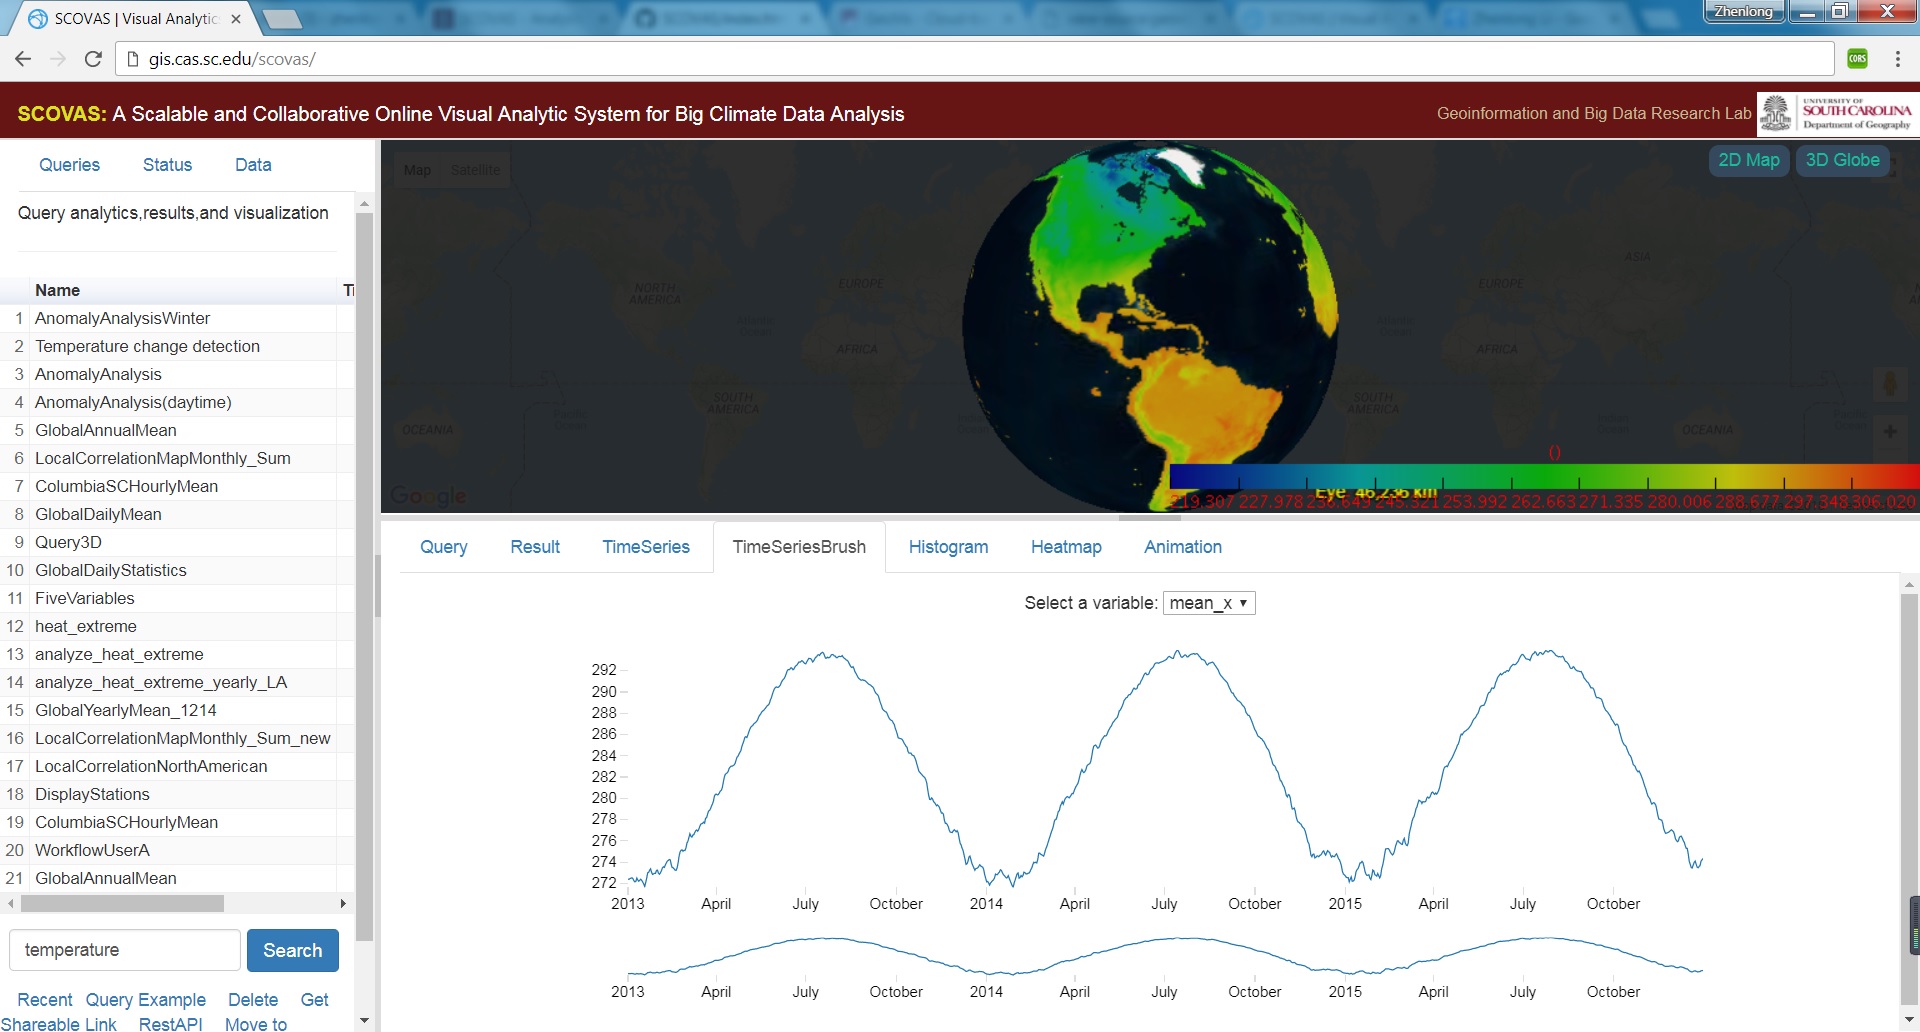 SCOVAS | Visual Analytic
Zhenlong
gis.cas.sc.edu/scovas/
CORS
SCOVAS: A Scalable and Collaborative Online Visual Analytic System for Big Climate Data Analysis
Geoinformation and Big Data Research Lab
UNIVERSITY OF
SOUTH CAROLINA
Department of Geography
Queries Status Data
Query analytics,results,and visualization
Name
1 AnomalyAnalysisWinter
2 Temperature change detection
3 AnomalyAnalysis
4 AnomalyAnalysis(daytime)
5 GlobalAnnualMean
6 LocalCorrelationMapMonthly_Sum
7 ColumbiaSCHourlyMean
8 GlobalDailyMean
9 Query3D
10 GlobalDailyStatistics
11 FiveVariables
12 heat_extreme
13 analyze_heat_extreme
14 analyze_heat_extreme_yearly_LA
15 GlobalYearlyMean_1214
16 LocalCorrelationMapMonthly_Sum_new
17 LocalCorrelationNorthAmerican
18 DisplayStations
19 ColumbiaSCHourlyMean
20 WorkflowUserA
21 GlobalAnnualMean
temperature
Search
Recent Query Example Delete Get
Shareable Link RestAPI Move to
Map Satellite
2D Map 3D Globe
NORTH
AMERICA
EUROPE
EUROPE
ASIA
AFRICA
AFRICA
SOUTH
AMERICA
SOUTH
AMERICA
Pacific
Ocean
OCEANIA
OCEANIA
Google
()
Eye 46,236 km
219.307 227.978 236.649 245.321 253.992 262.663 271.335 280.006 288.677 297.348 306.020
Query Result TimeSeries TimeSeriesBrush Histogram Heatmap Animation
Select a variable: mean_x
292
290
288
286
284
282
280
278
276
274
272
2013 April July October 2014 April July October 2015 April July October
2013 April July October 2014 April July October 2015 April July October